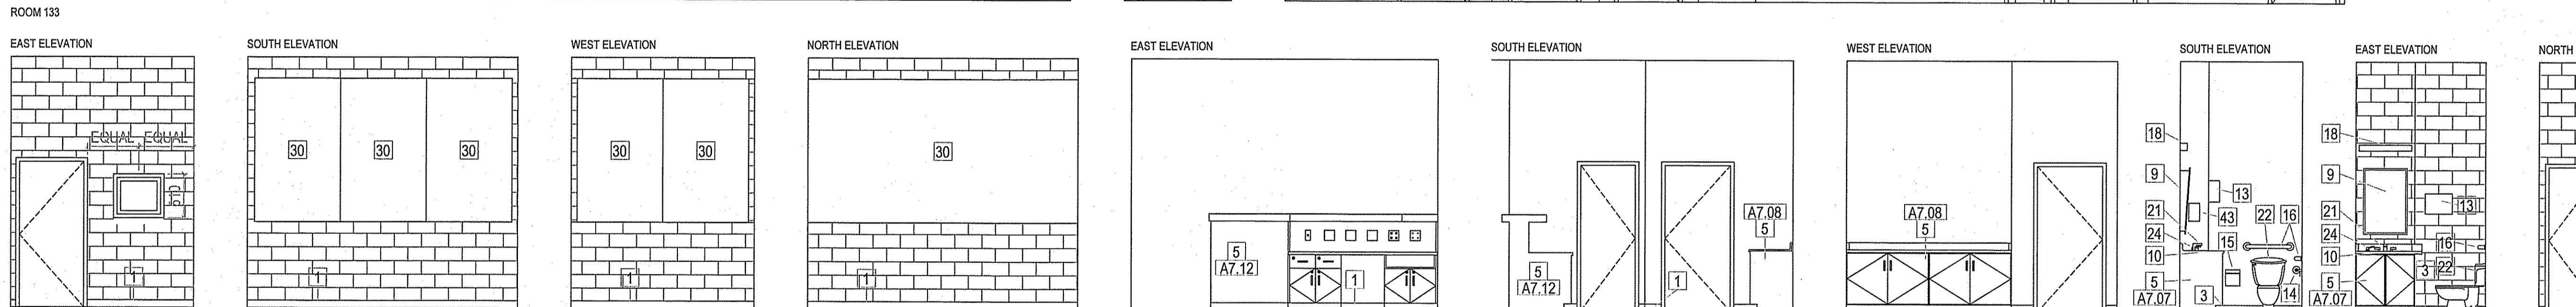 ROOM 133
EAST ELEVATION
EQUAL EQUAL
1
SOUTH ELEVATION
30 30 30
1
WEST ELEVATION
30 30
1
NORTH ELEVATION
30
1
EAST ELEVATION
5
A7.12
1
SOUTH ELEVATION
5
A7.12
A7.08
5
1
WEST ELEVATION
A7.08
5
SOUTH ELEVATION
18
9
13
21
43
22
16
24
15
10
5
A7.07
3
14
EAST ELEVATION
18
9
13
21
24
16
10
3
22
5
A7.07
NORTH